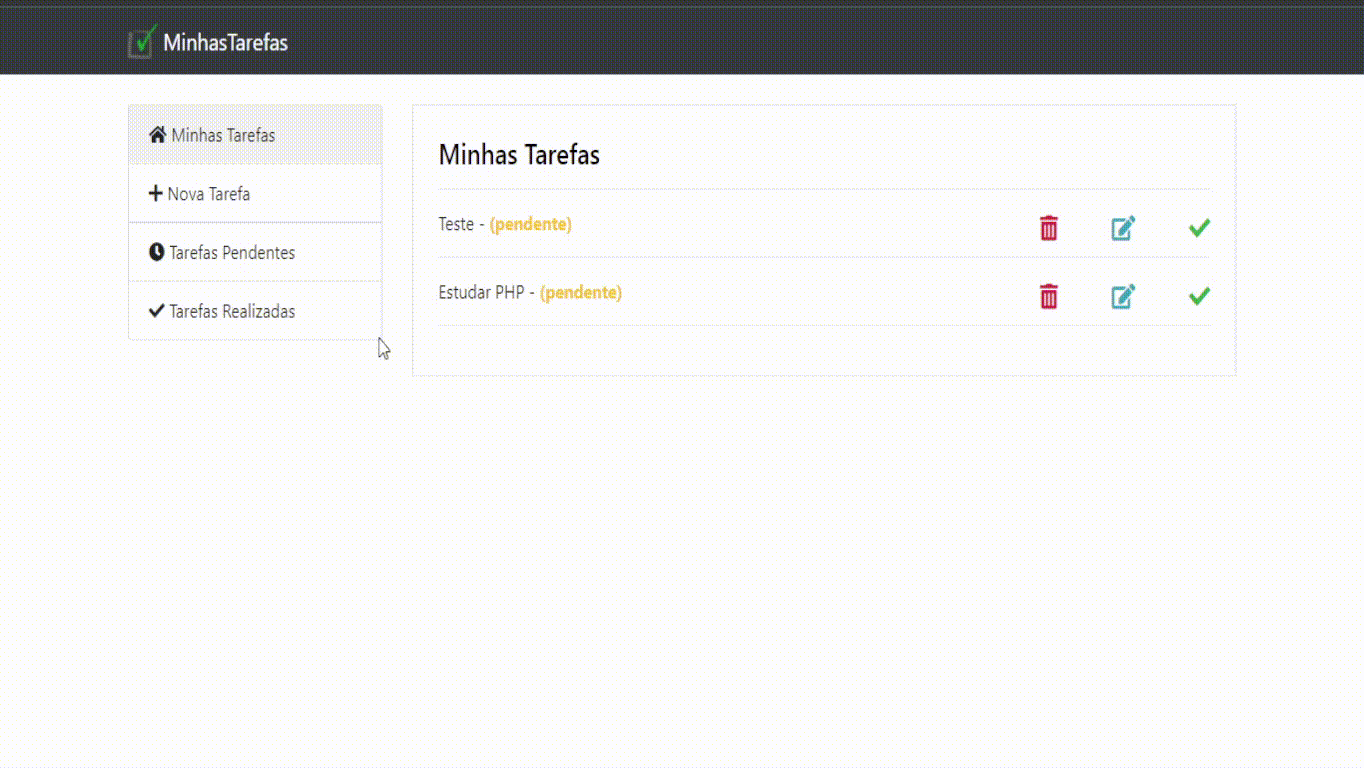 MinhasTarefas
Minhas Tarefas
Nova Tarefa
Tarefas Pendentes
Tarefas Realizadas
Minhas Tarefas
Teste - (pendente)
Estudar PHP - (pendente)